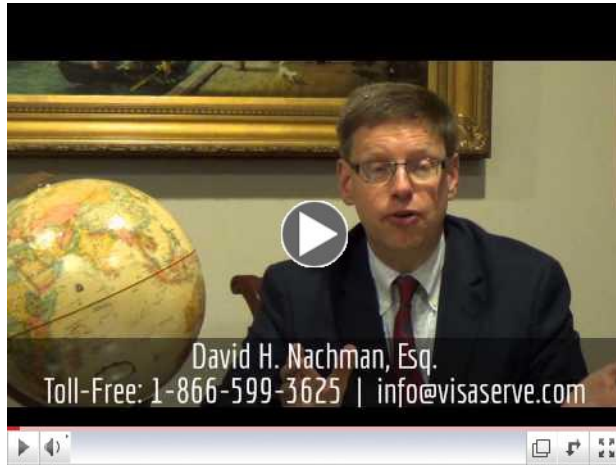 David H. Nachman, Esq.
Toll-Free: 1-866-599-3625 | info@visaserve.com